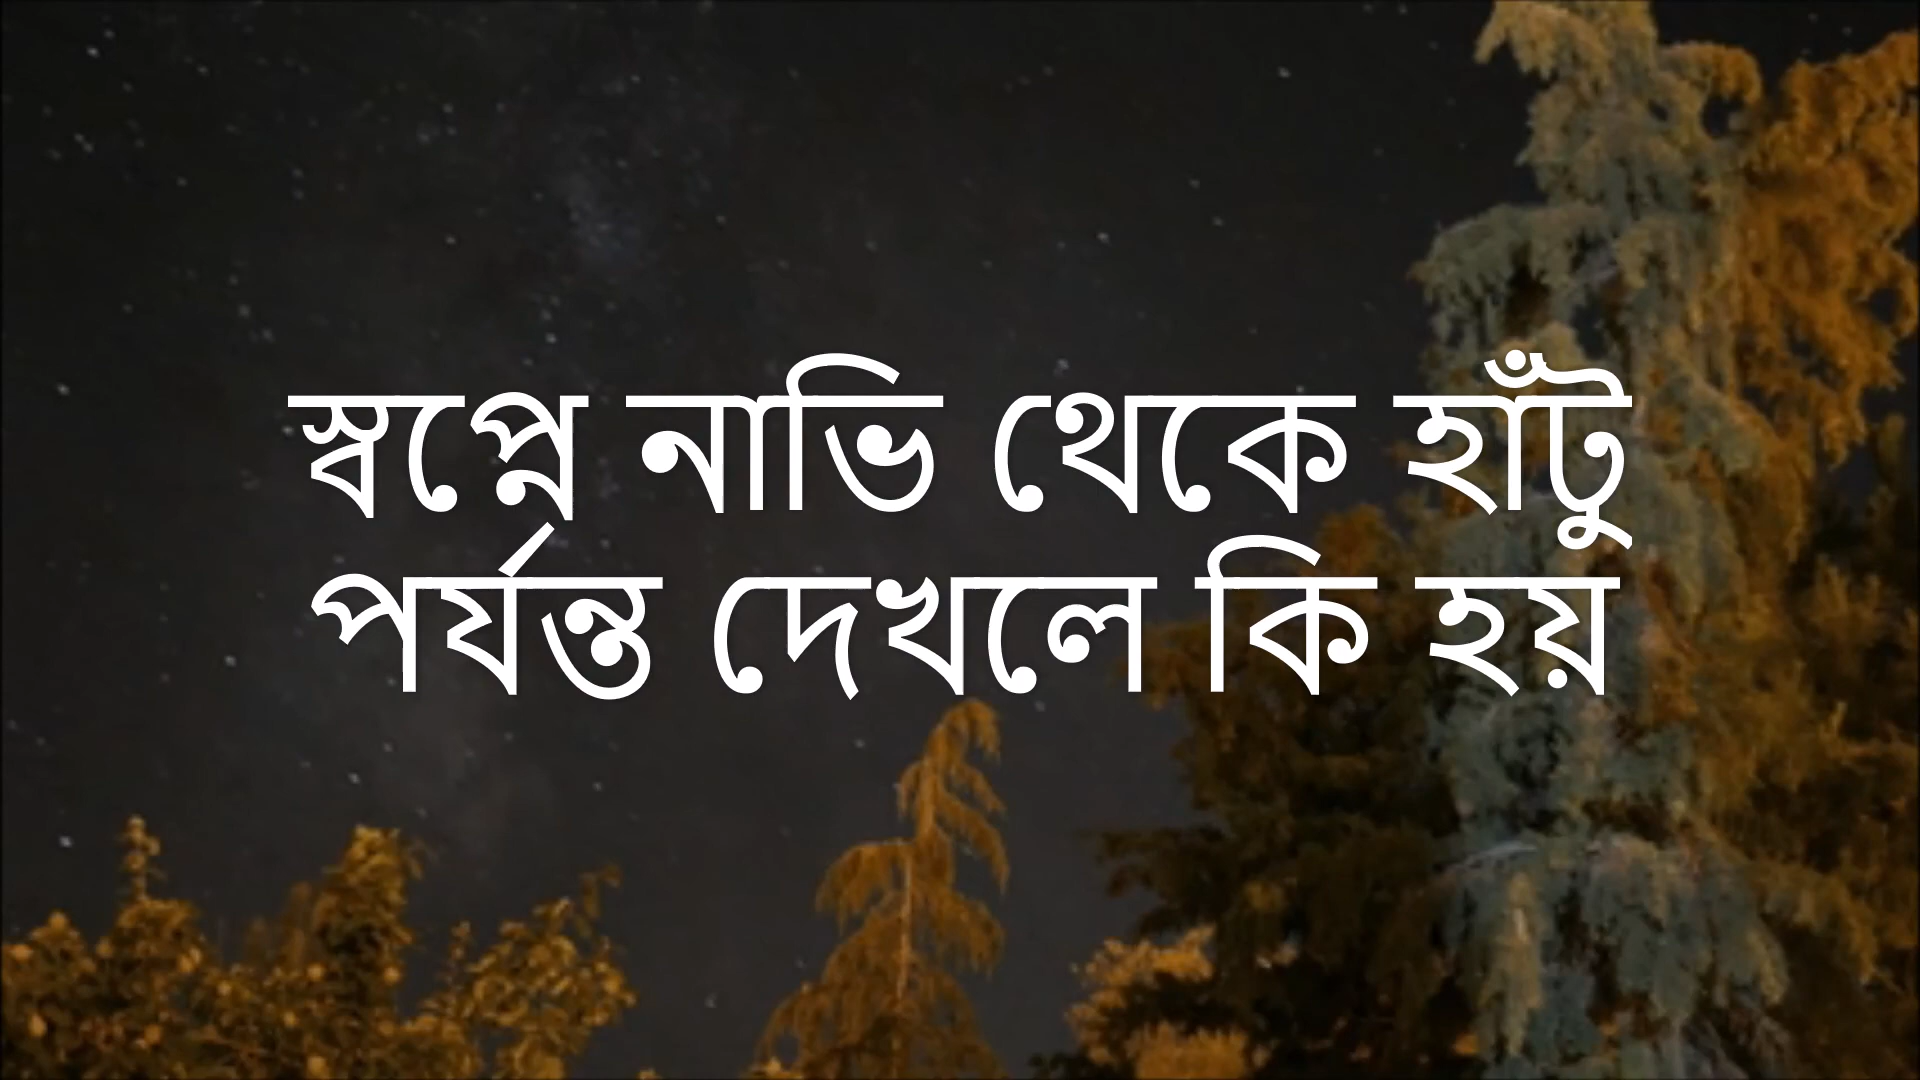 স্বপ্নে নাভি থেকে হাঁটু
পর্যন্ত দেখলে কি হয়